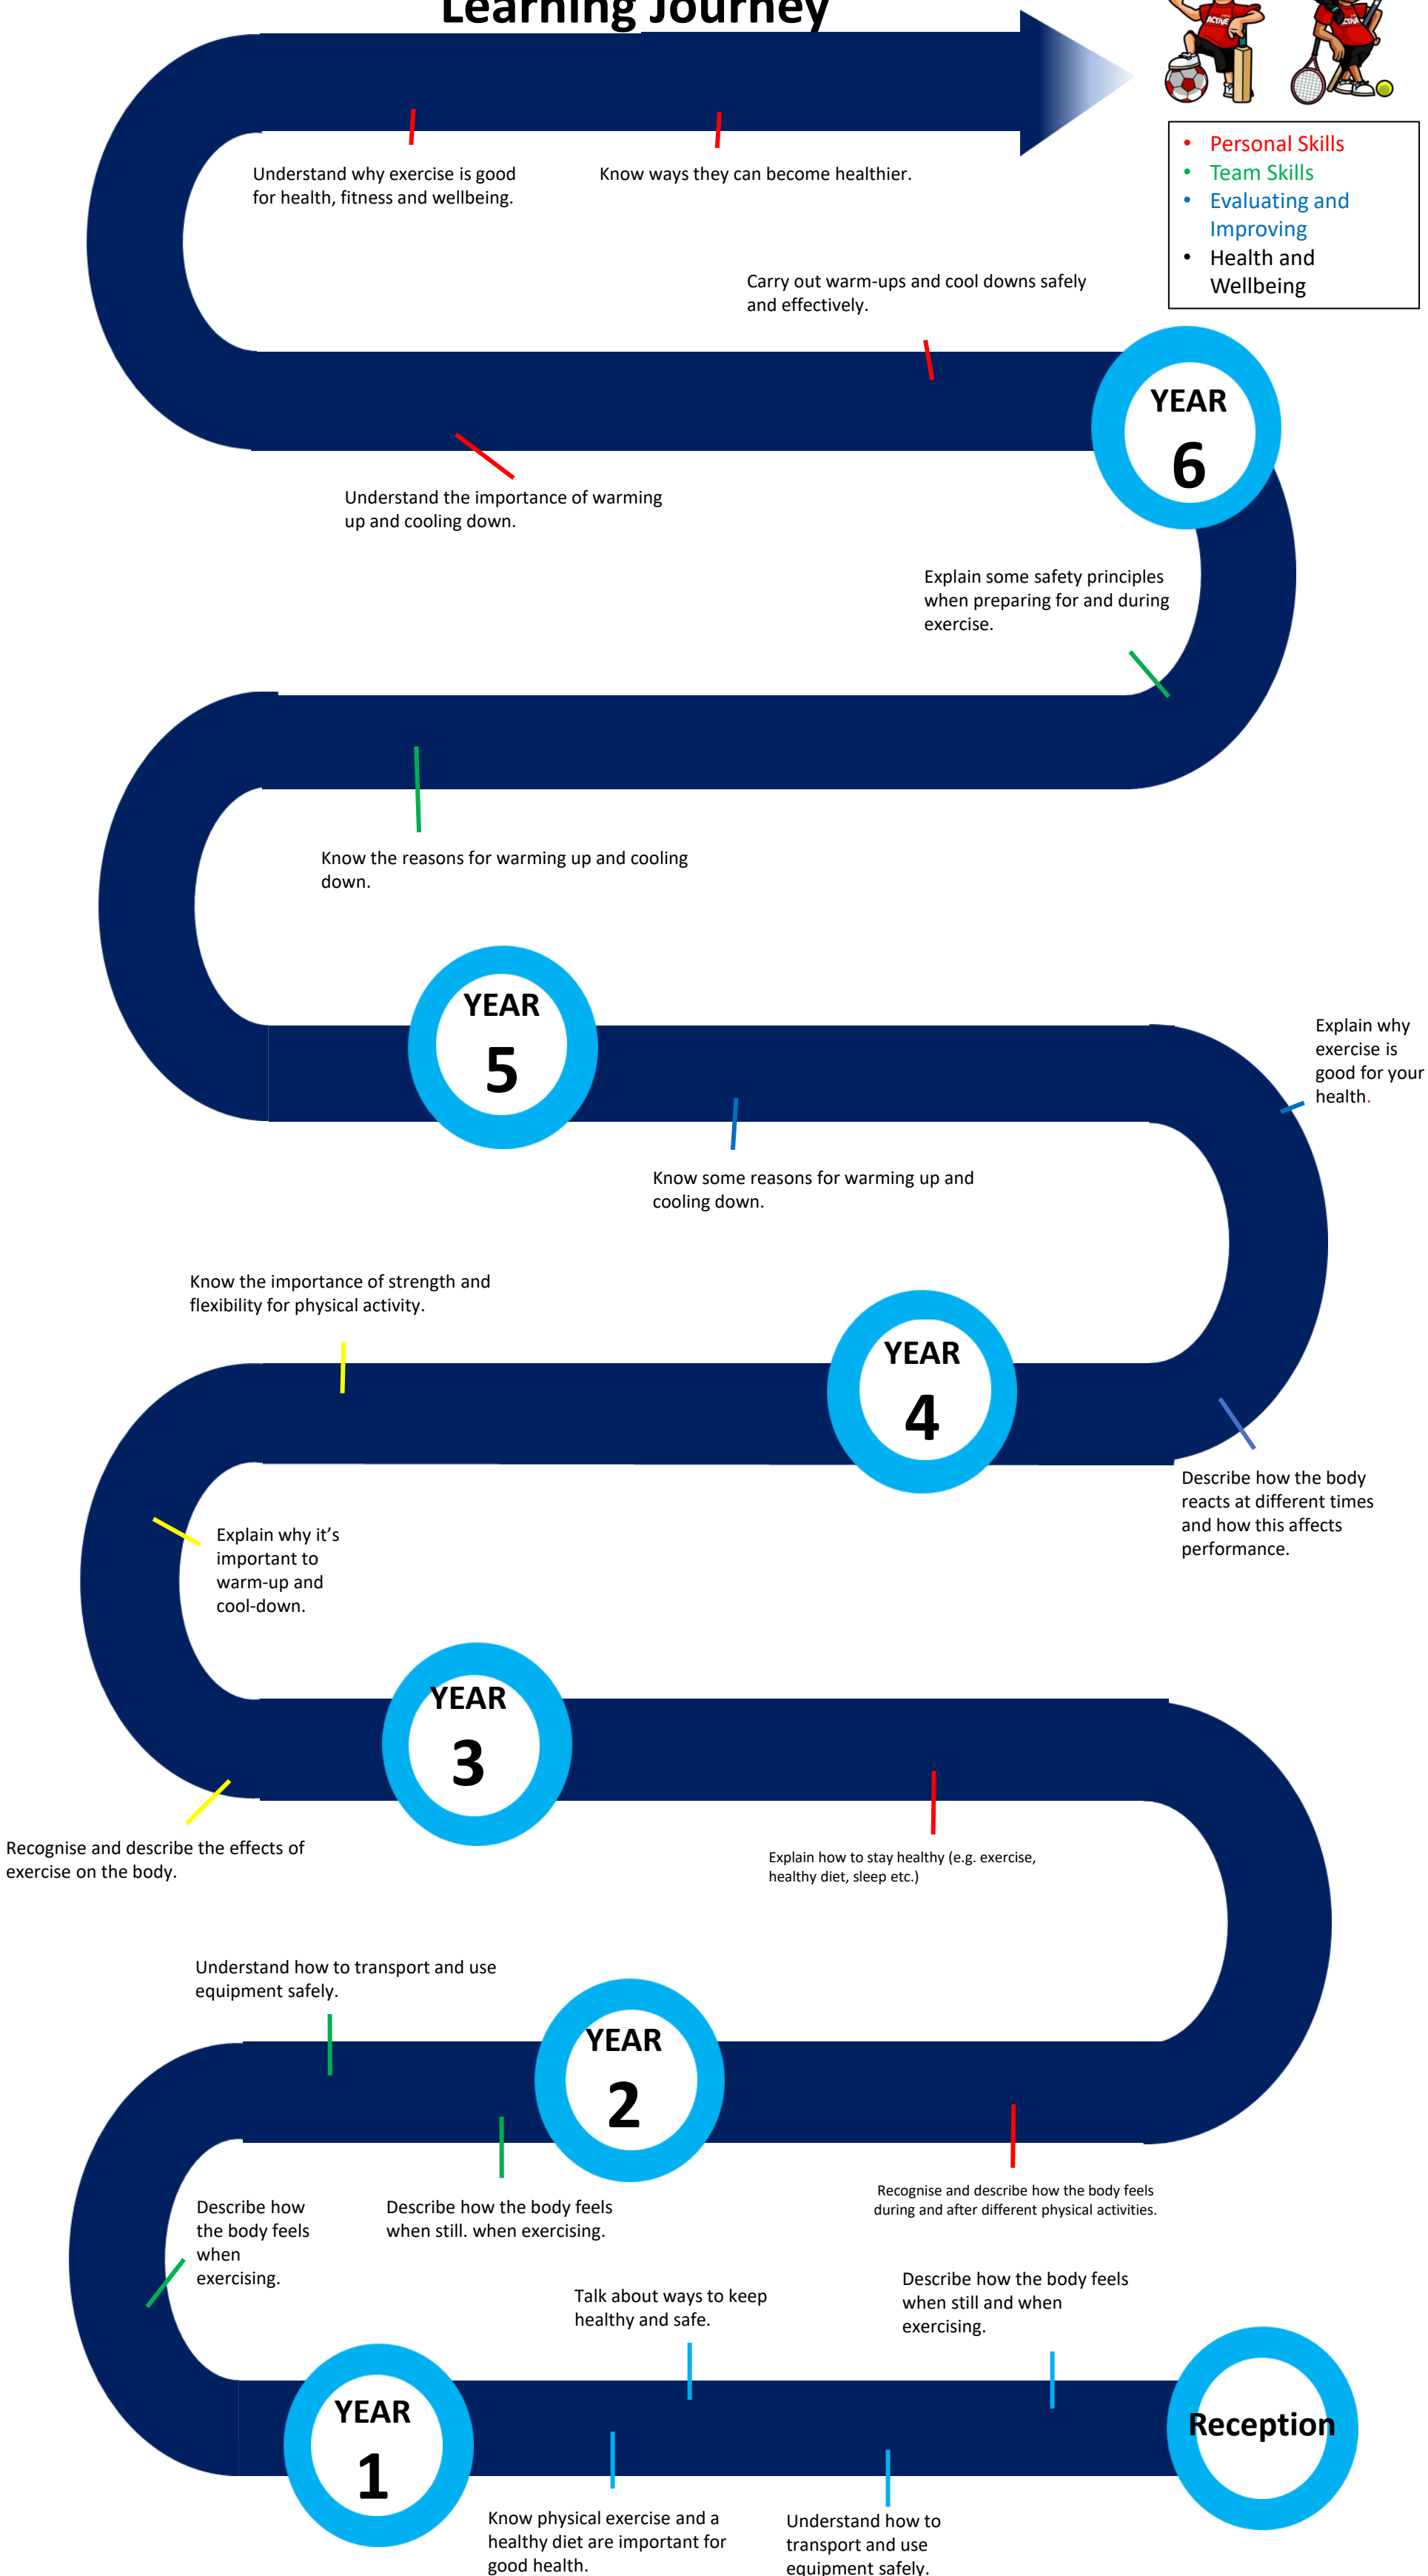 Learning Journey
ACTIVE
ACTIVE
• Personal Skills
• Team Skills
• Evaluating and
Improving
• Health and
Wellbeing
Understand why exercise is good
for health, fitness and wellbeing.
Know ways they can become healthier.
Carry out warm-ups and cool downs safely
and effectively.
YEAR
6
Understand the importance of warming
up and cooling down.
Explain some safety principles
when preparing for and during
exercise.
Know the reasons for warming up and cooling
down.
YEAR
5
Explain why
exercise is
good for your
health.
Know some reasons for warming up and
cooling down.
Know the importance of strength and
flexibility for physical activity.
YEAR
4
Describe how the body
reacts at different times
and how this affects
performance.
Explain why it’s
important to
warm-up and
cool-down.
YEAR
3
Recognise and describe the effects of
exercise on the body.
Explain how to stay healthy (e.g. exercise,
healthy diet, sleep etc.)
Understand how to transport and use
equipment safely.
YEAR
2
Recognise and describe how the body feels
during and after different physical activities.
Describe how
the body feels
when
exercising.
Describe how the body feels
when still. when exercising.
Talk about ways to keep
healthy and safe.
Describe how the body feels
when still and when
exercising.
YEAR
1
Reception
Know physical exercise and a
healthy diet are important for
good health.
Understand how to
transport and use
equipment safely.